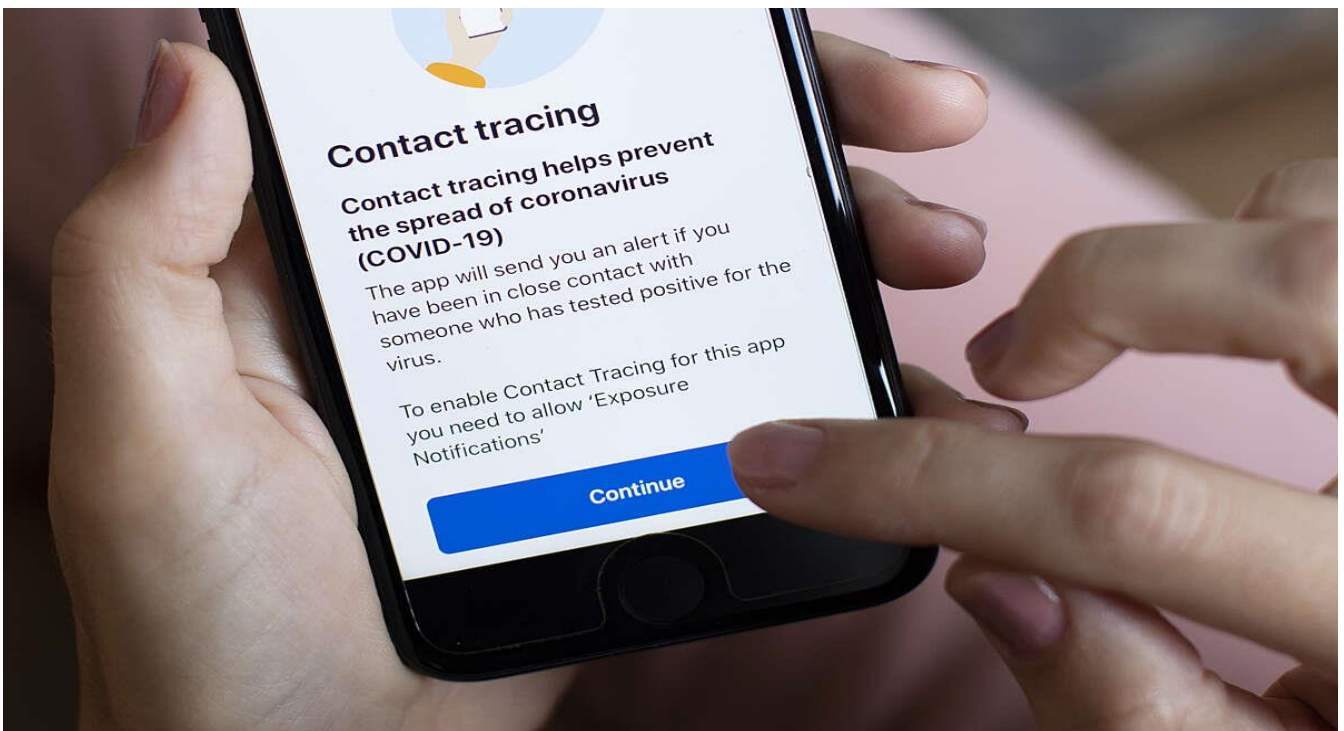 Contact tracing
Contact tracing helps prevent
the spread of coronavirus
(COVID-19)
The app will send you an alert if you
have been in close contact with
someone who has tested positive for the
virus.
To enable Contact Tracing for this app
you need to allow ‘Exposure
Notifications’
Continue